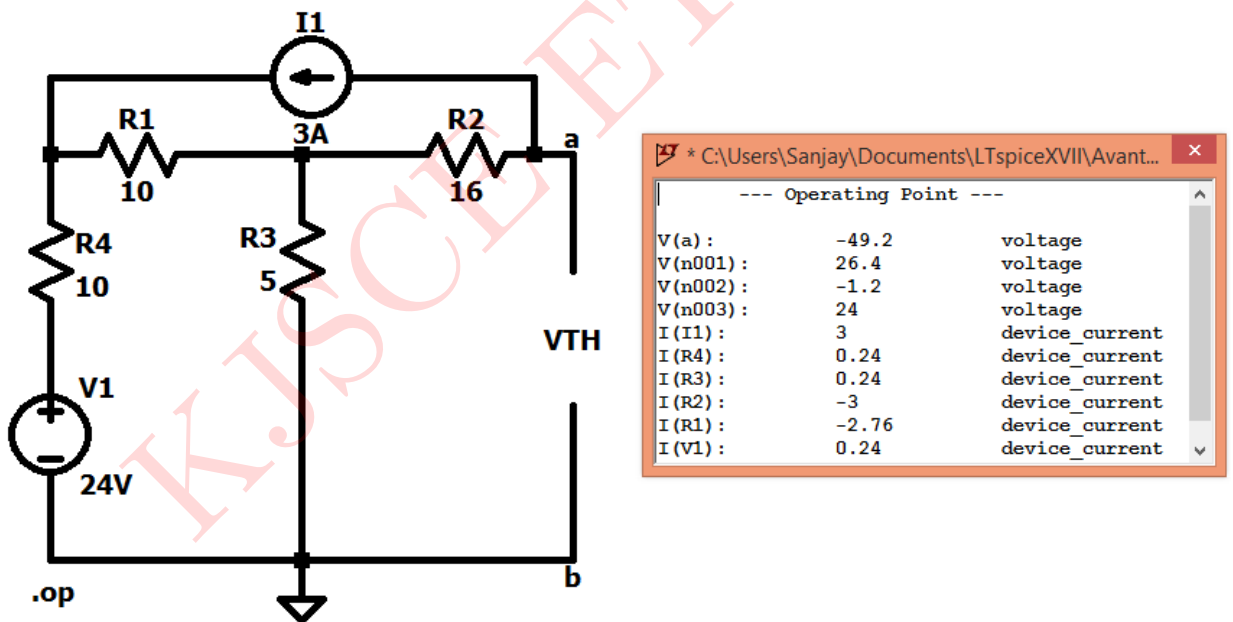 I1
R1
3A
R2
a
10
16
R4
10
R3
5
VTH
V1
24V
b
.op
* C:\Users\Sanjay\Documents\LTspiceXVII\Avant...
--- Operating Point ---
V(a): -49.2 voltage
V(n001): 26.4 voltage
V(n002): -1.2 voltage
V(n003): 24 voltage
I(I1): 3 device_current
I(R4): 0.24 device_current
I(R3): 0.24 device_current
I(R2): -3 device_current
I(R1): -2.76 device_current
I(V1): 0.24 device_current
KJSCE